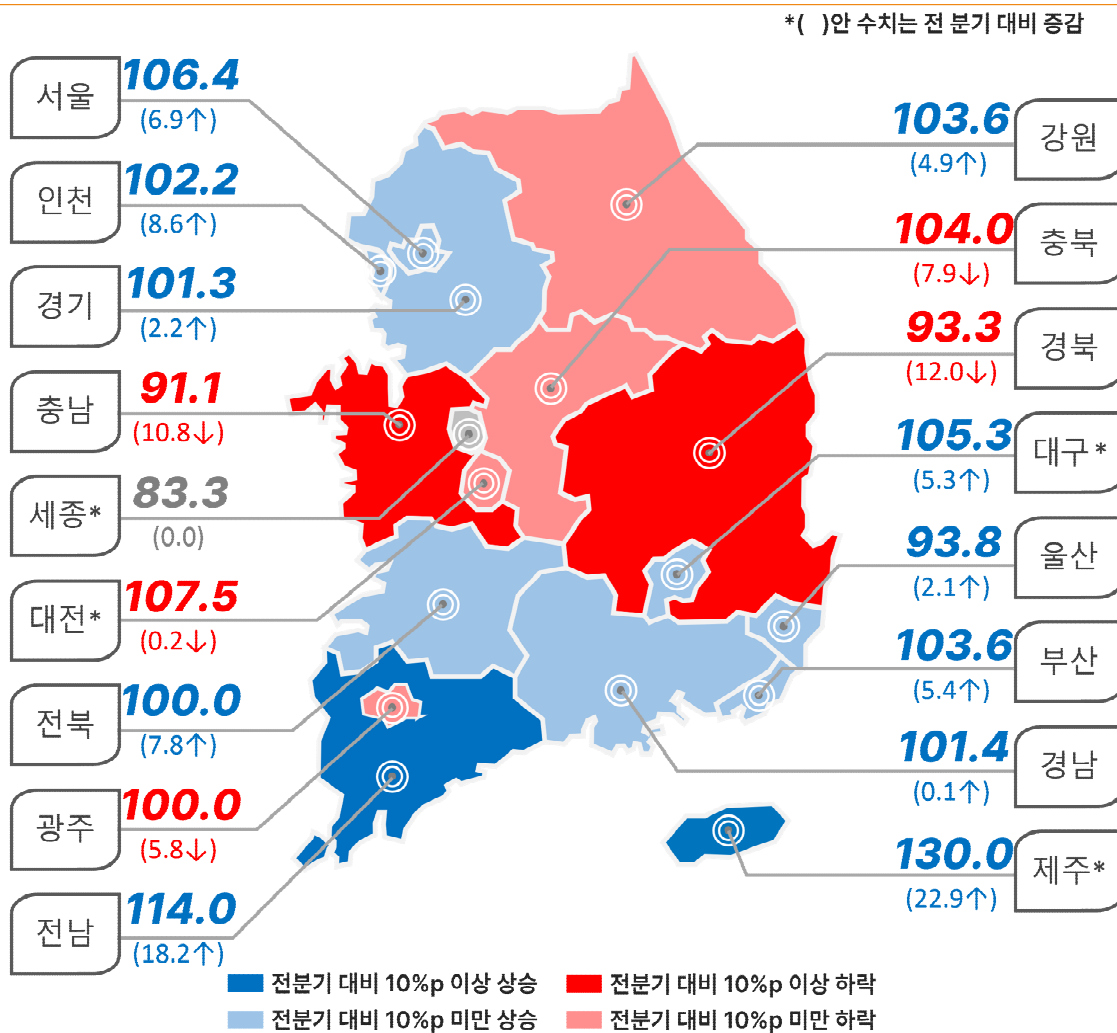 *( )안 수치는 전 분기 대비 증감
서울
106.4
(6.9↑)
인천
102.2
(8.6↑)
경기
101.3
(2.2↑)
충남
91.1
(10.8↓)
세종*
83.3
(0.0)
대전*
107.5
(0.2↓)
전북
100.0
(7.8↑)
광주
100.0
(5.8↓)
전남
114.0
(18.2↑)
103.6
(4.9↑)
강원
104.0
(7.9↓)
충북
93.3
(12.0↓)
경북
105.3
(5.3↑)
대구*
93.8
(2.1↑)
울산
103.6
(5.4↑)
부산
101.4
(0.1↑)
경남
130.0
(22.9↑)
제주*
전분기 대비 10%p 이상 상승
전분기 대비 10%p 이상 하락
전분기 대비 10%p 미만 상승
전분기 대비 10%p 미만 하락